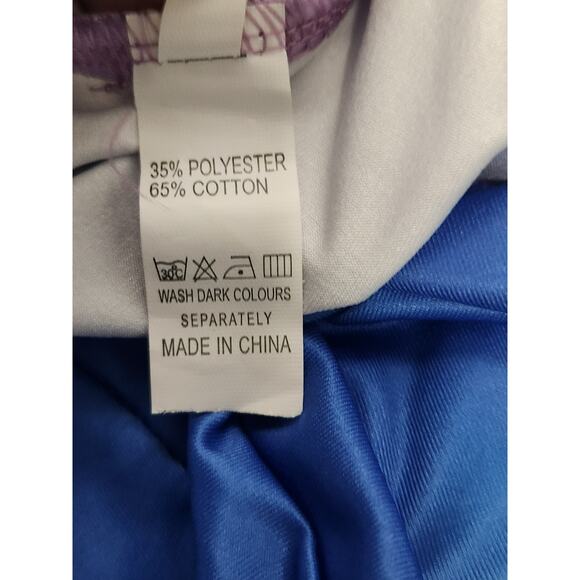 35% POLYESTER
65% COTTON
30°C
WASH DARK COLOURS
SEPARATELY
MADE IN CHINA